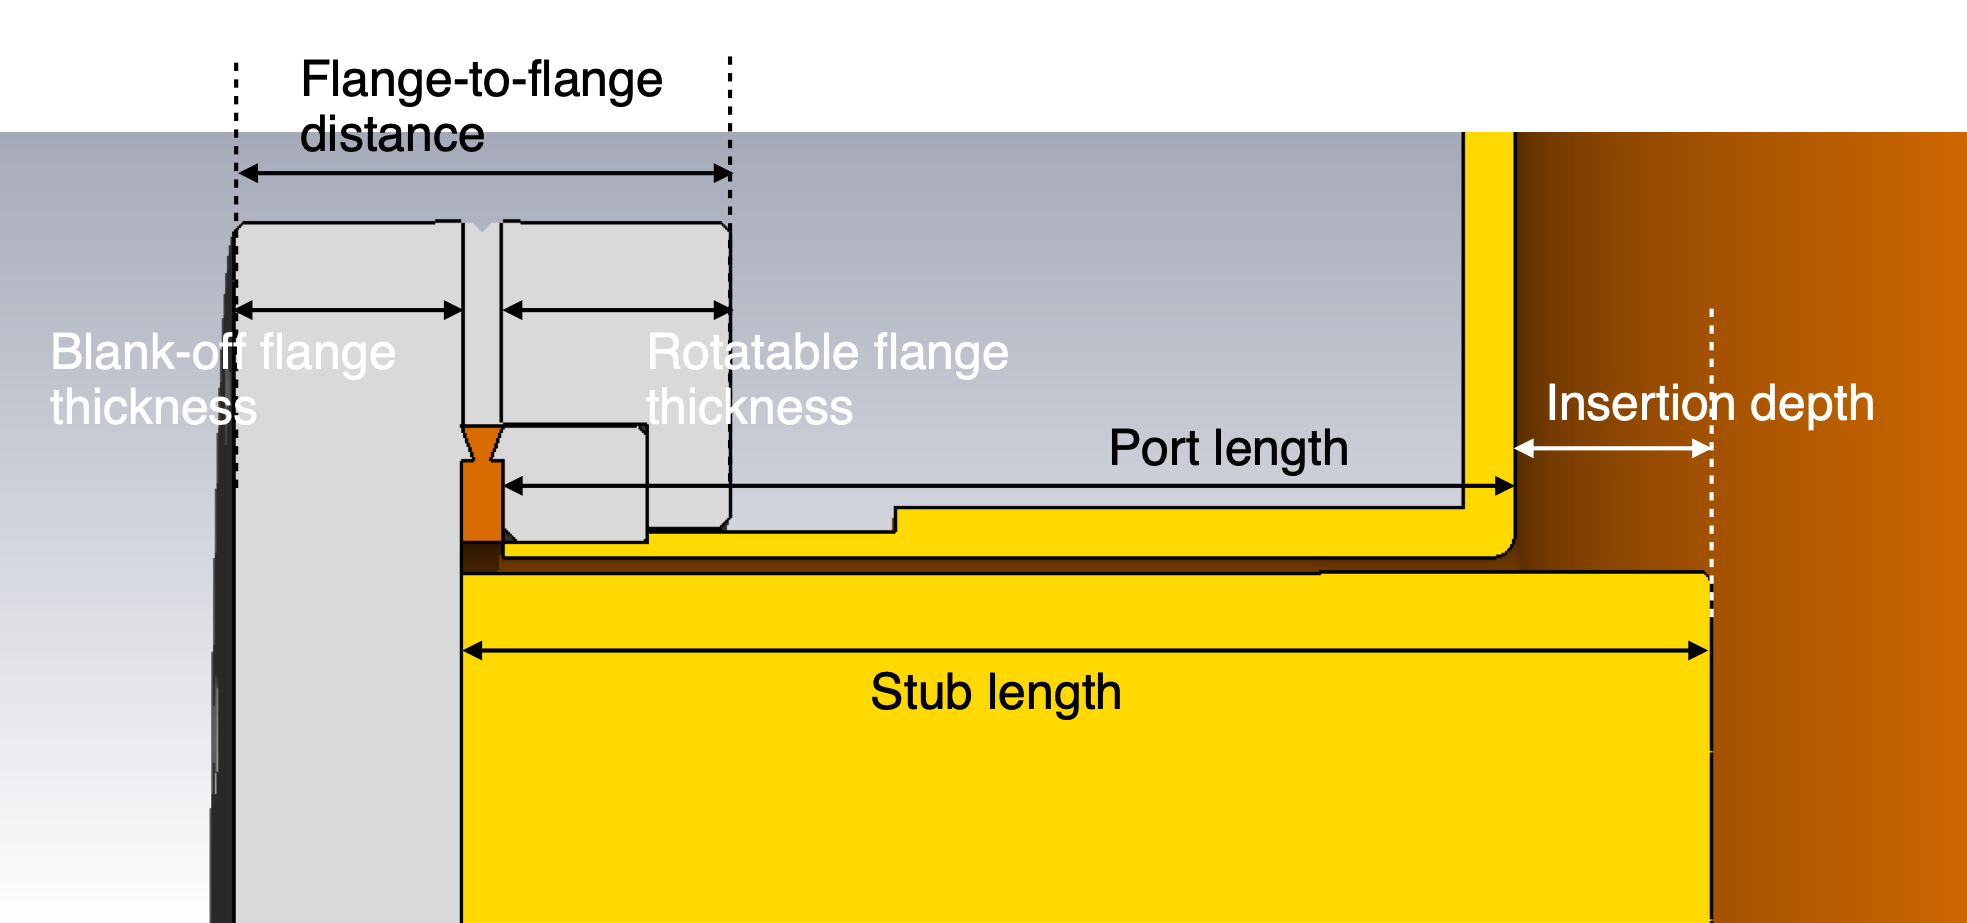 Flange-to-flange
distance
Blank-off flange
thickness
Rotatable flange
thickness
Insertion depth
Port length
Stub length